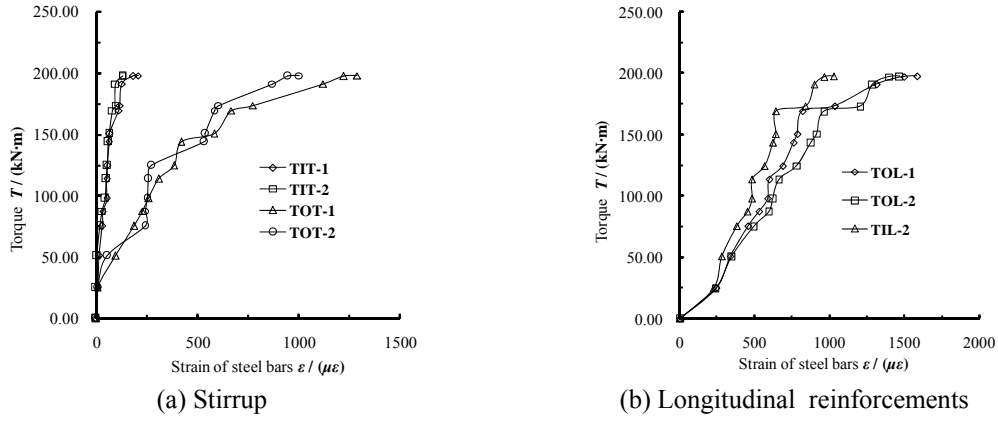 250.00
200.00
150.00
100.00
50.00
0.00
Torque T / (kN·m)
TIT-1
TIT-2
TOT-1
TOT-2
0 500 1000 1500
Strain of steel bars ε / (με)
(a) Stirrup
250.00
200.00
150.00
100.00
50.00
0.00
Torque T / (kN·m)
TOL-1
TOL-2
TIL-2
0 500 1000 1500 2000
Strain of steel bars ε / (με)
(b) Longitudinal reinforcements